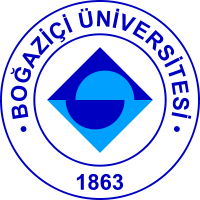 • BOĞAZİÇİ ÜNİVERSİTESİ •
1863